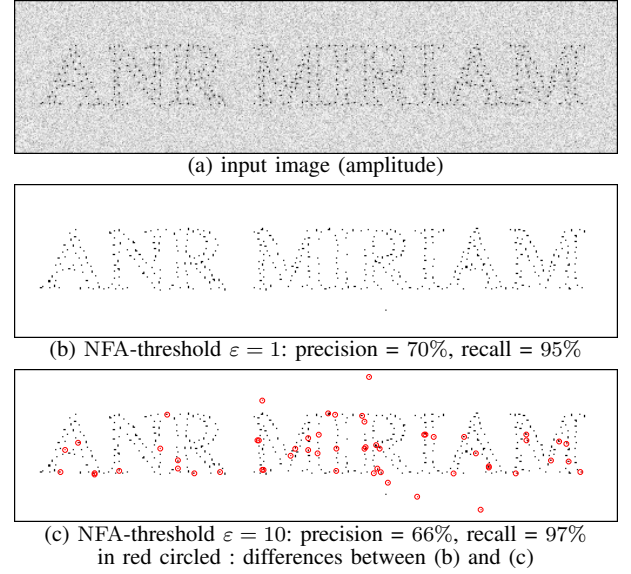 ANR MIRIAM
(a) input image (amplitude)
ANR MIRIAM
(b) NFA-threshold ε = 1: precision = 70%, recall = 95%
ANR MIRIAM
(c) NFA-threshold ε = 10: precision = 66%, recall = 97%
in red circled : differences between (b) and (c)